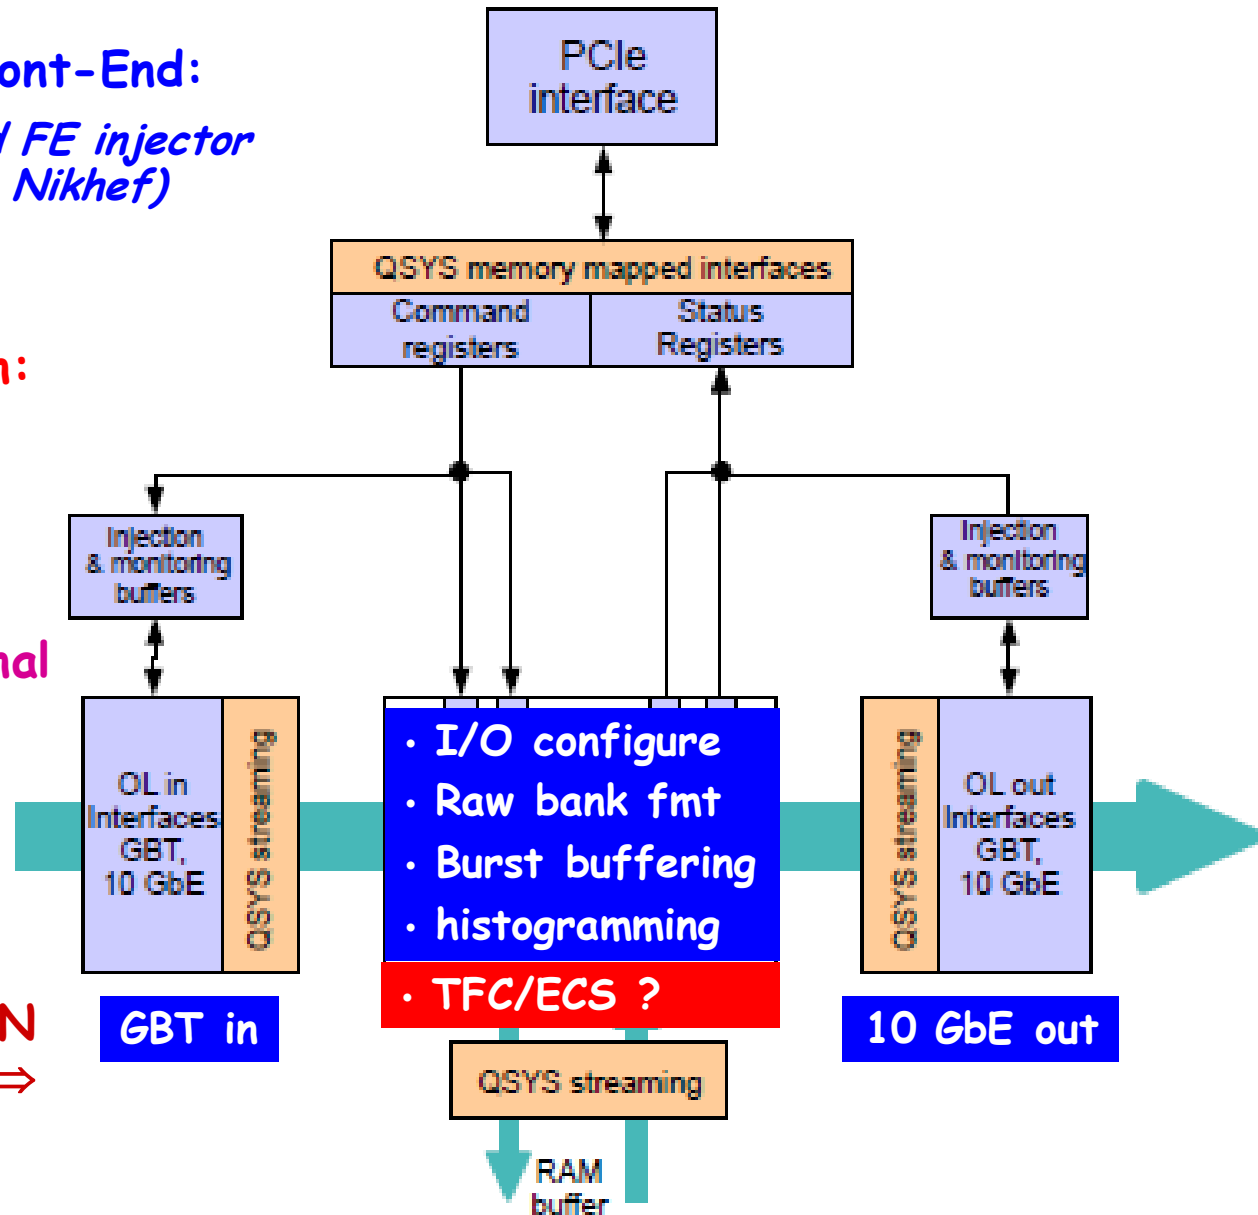 PCIe
interface
ont-End:
FE injector
Nikhef)
QSYS memory mapped interfaces
Command
registers
Status
Registers
n:
Injection
& monitoring
buffers
Injection
& monitoring
buffers
nal
OL in
Interfaces
GBT,
10 GbE
QSYS streaming
• I/O configure
• Raw bank fmt
• Burst buffering
• histogramming
• TFC/ECS ?
QSYS streaming
OL out
Interfaces
GBT,
10 GbE
N
⇒
GBT in
10 GbE out
QSYS streaming
RAM
buffer